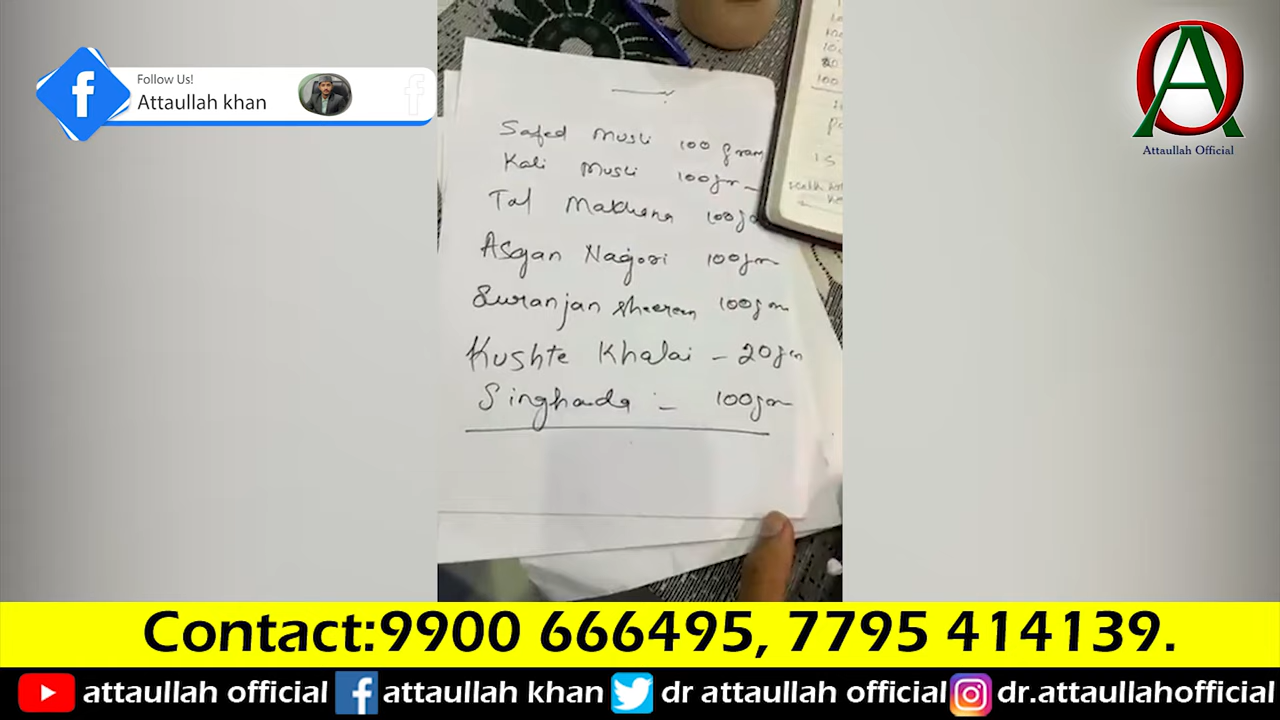 Follow Us!
Attaullah khan
Attaullah Official
Safed Musli 100 gram
Kali Musli 100gm
Tal Makhana 100gm
Asgan Nagori 100gm
Suranjan sheereen 100gm
Kushte Khalai - 20gm
Singhada - 100gm
100
Contact:9900 666495, 7795 414139.
attaullah official
attaullah khan
dr attaullah official
dr.attaullahofficial